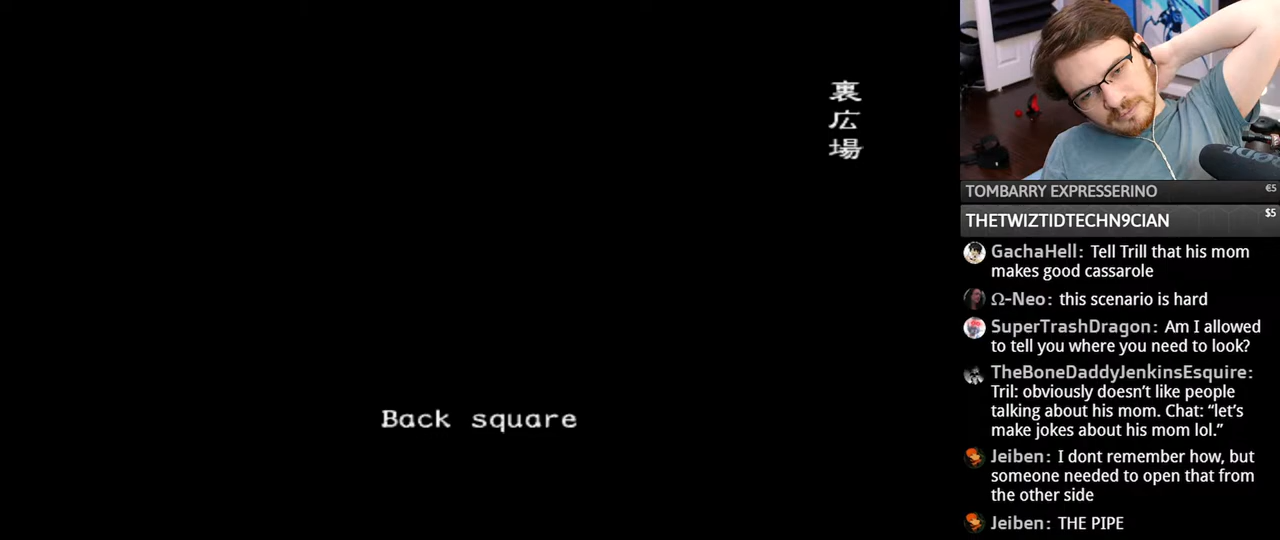 裏広場
Back square
TOMBARRY EXPRESSERINO €5
THETWIZTIDTECHN9CIAN $5
GachaHell: Tell Trill that his mom
makes good cassarole
Ω-Neo: this scenario is hard
SuperTrashDragon: Am I allowed
to tell you where you need to look?
TheBoneDaddyJenkinsEsquire:
Tril: obviously doesn't like people
talking about his mom. Chat: “let's
make jokes about his mom lol.”
Jeiben: I dont remember how, but
someone needed to open that from
the other side
Jeiben: THE PIPE